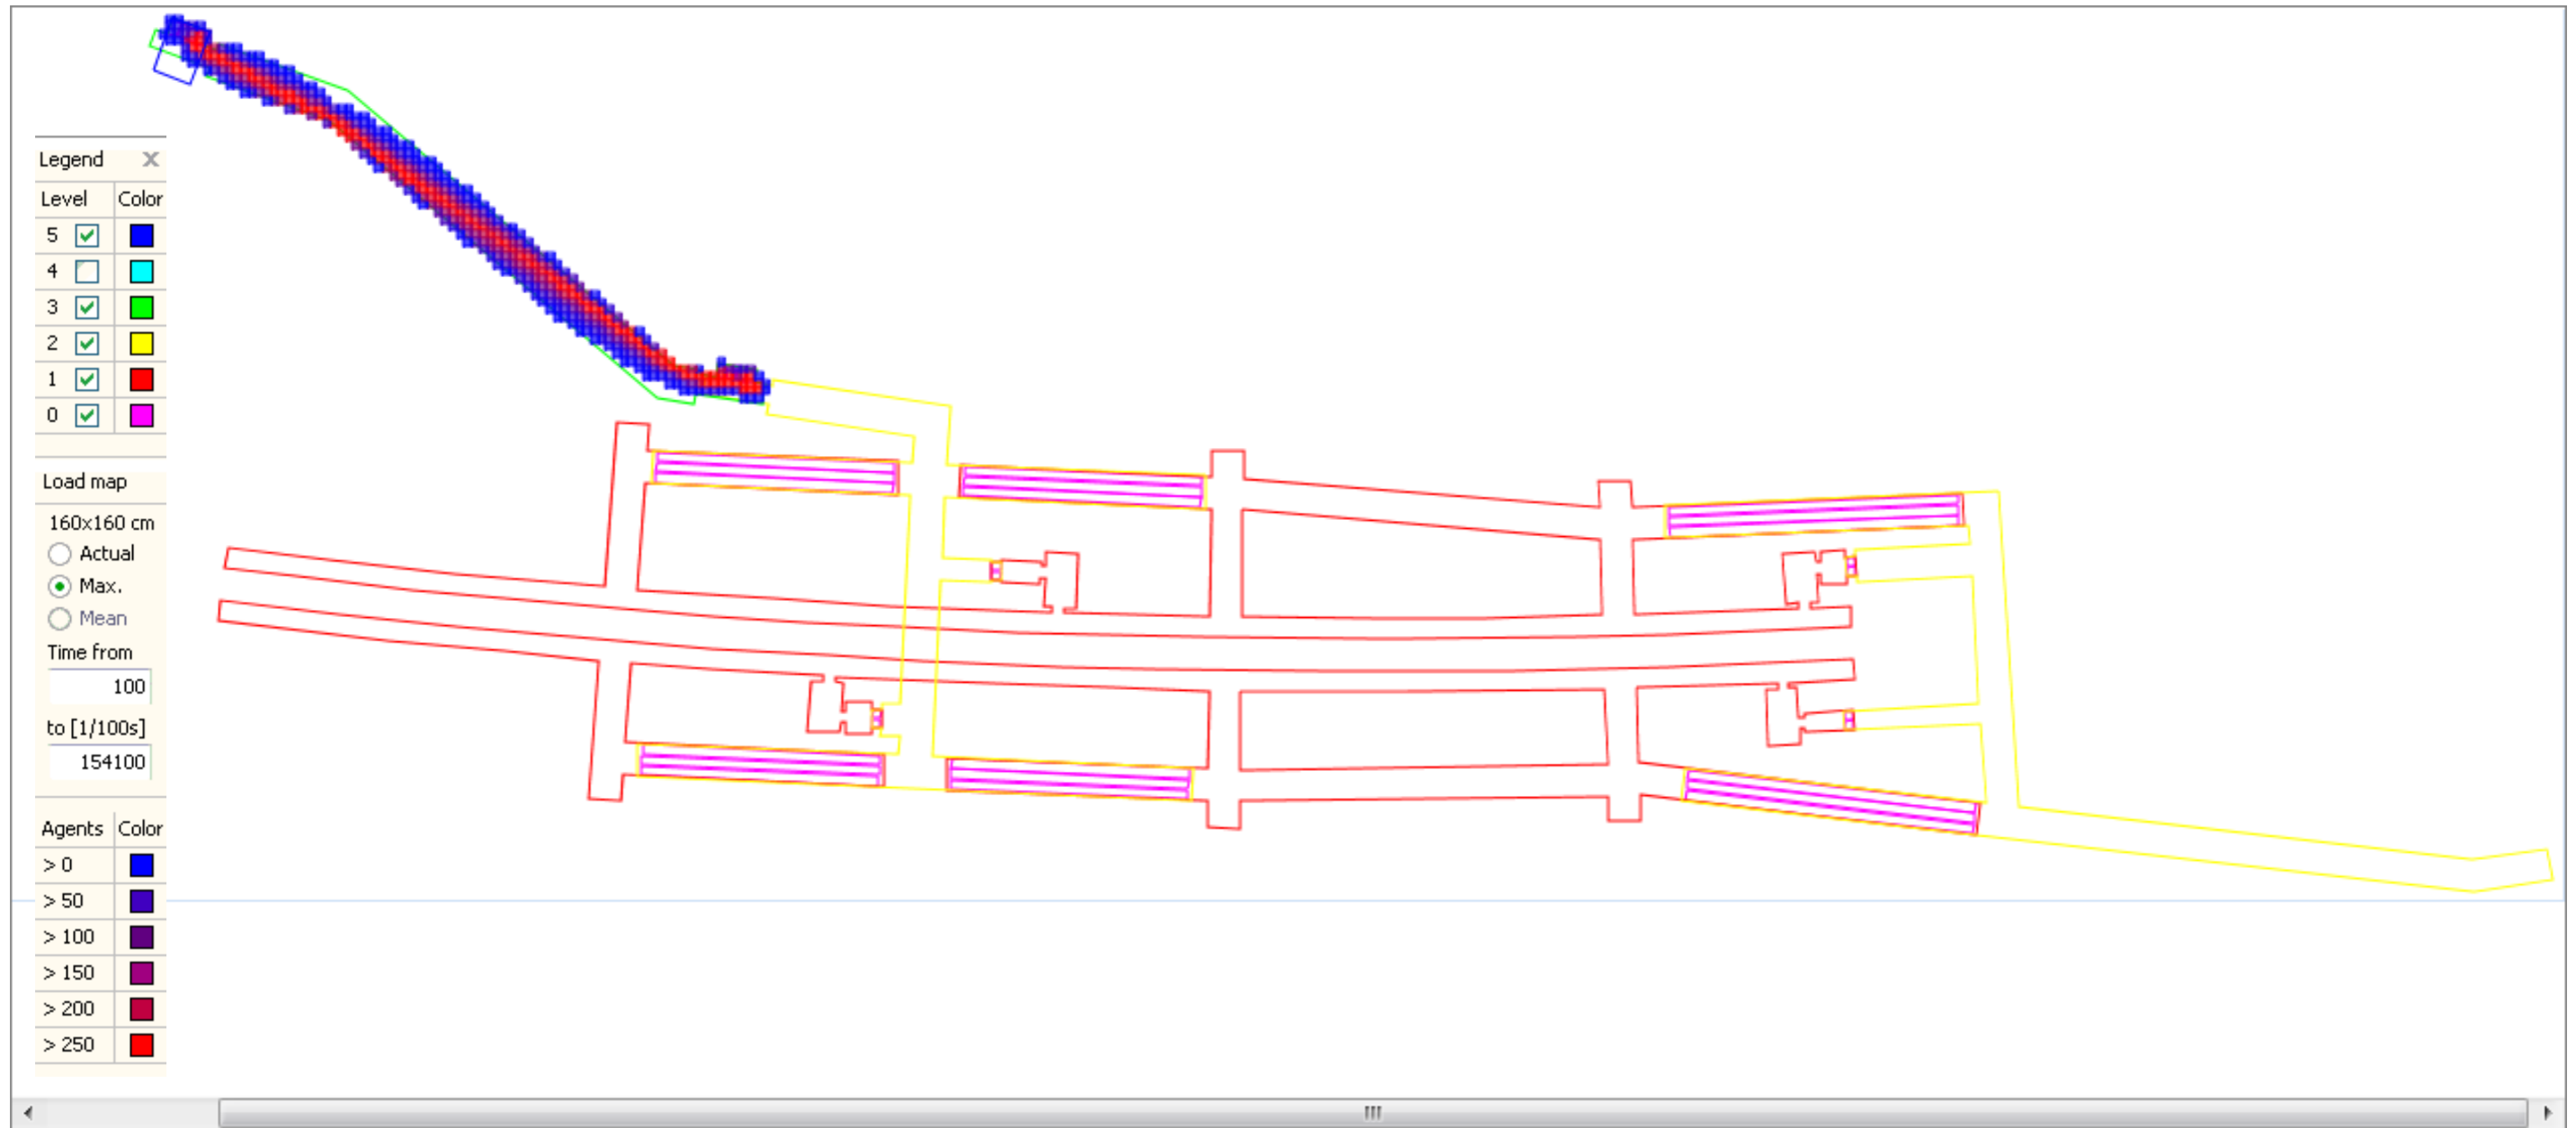 Legend X
Level Color
5
4
3
2
1
0
Load map
160x160 cm
Actual
Max.
Mean
Time from
100
to [1/100s]
154100
Agents Color
> 0
> 50
> 100
> 150
> 200
> 250